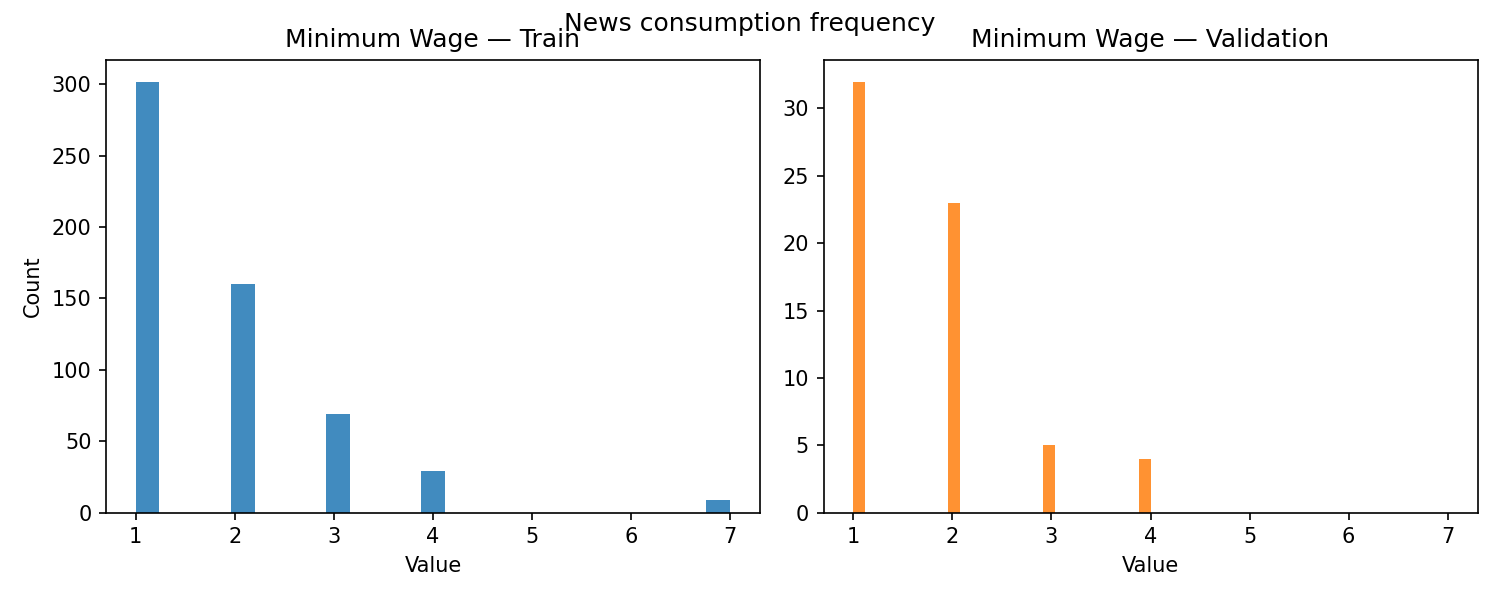 News consumption frequency
Minimum Wage — Train
300
250
200
150
100
50
0
Count
1 2 3 4 5 6 7
Value
Minimum Wage — Validation
30
25
20
15
10
5
0
1 2 3 4 5 6 7
Value